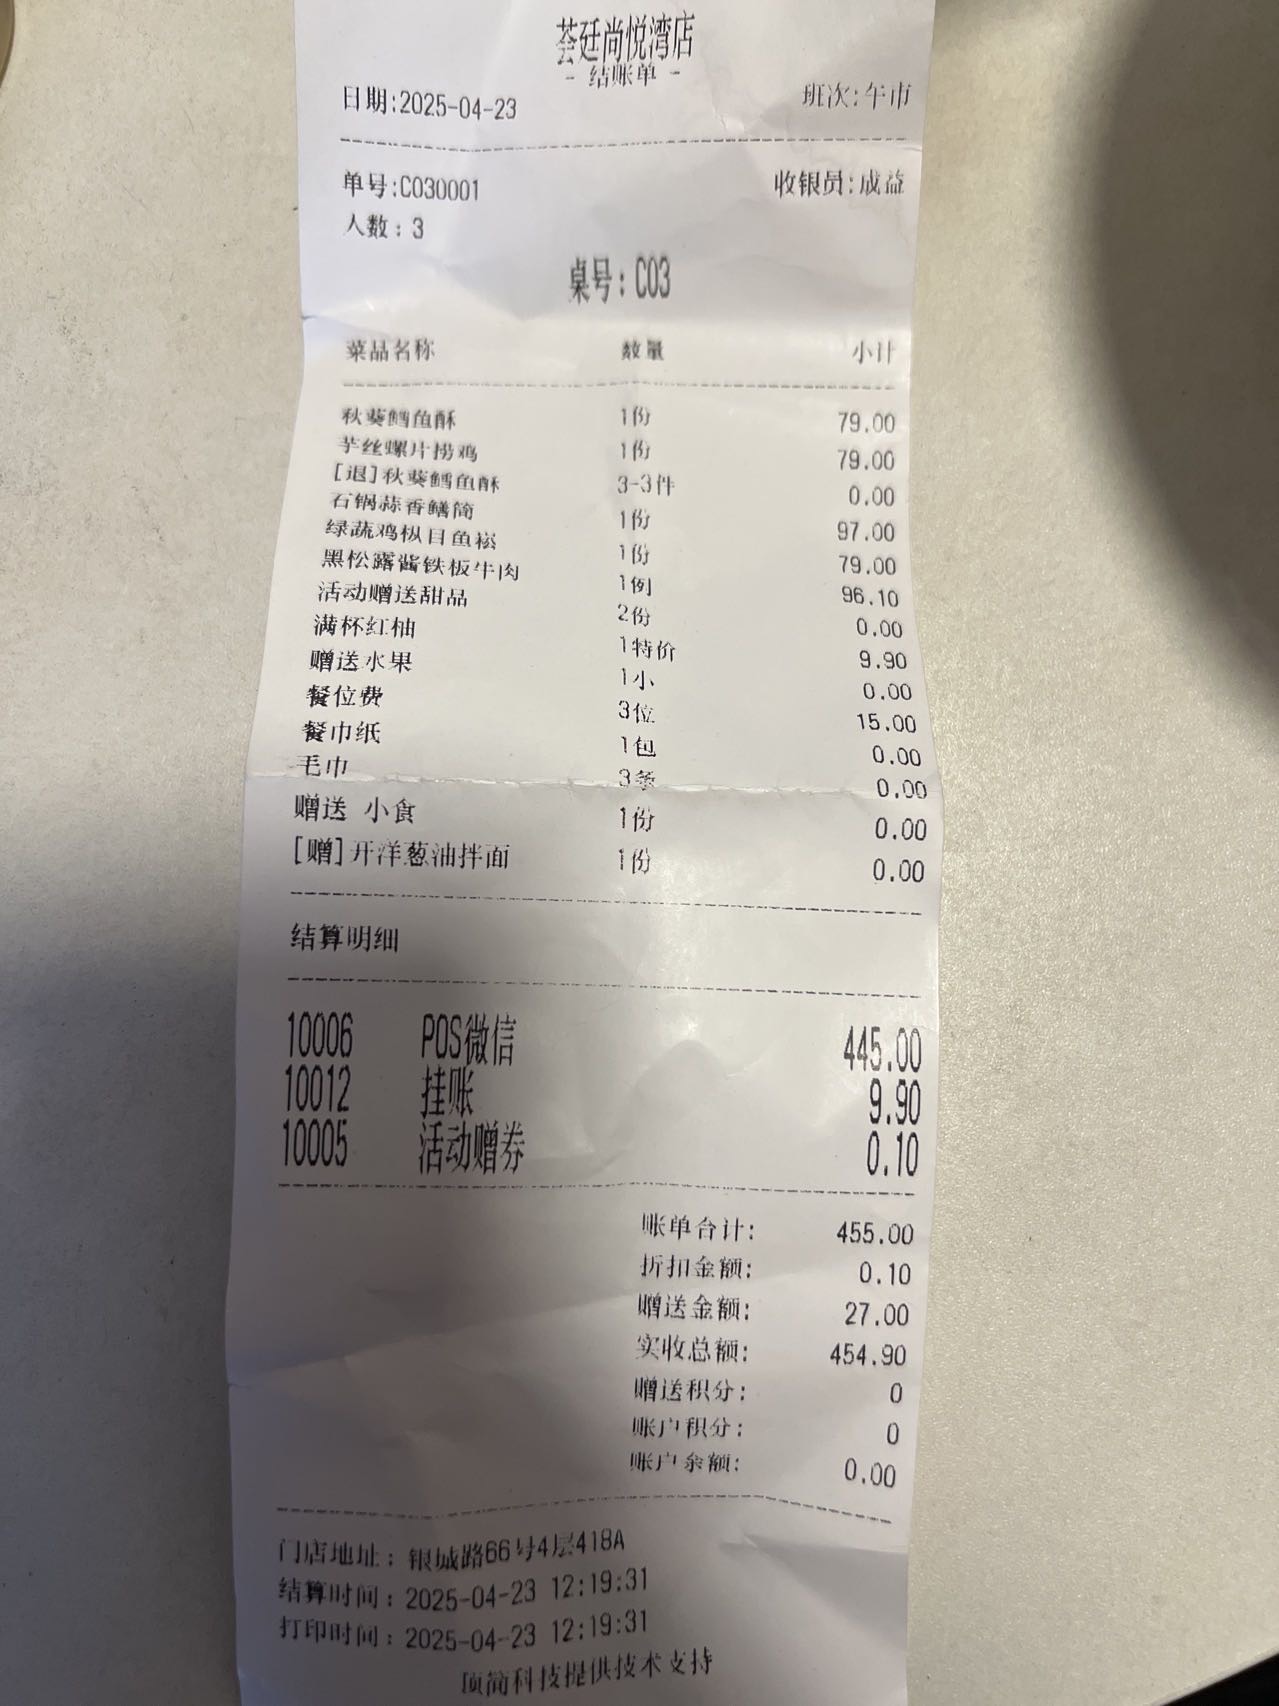 荟廷尚悦湾店
- 结账单 -
日期:2025-04-23 班次:午市
单号:C030001 收银员:成益
人数: 3
桌号: C03
菜品名称 数量 小计
秋葵鳕鱼酥 1份 79.00
芋丝螺片捞鸡 1份 79.00
[退]秋葵鳕鱼酥 3-3件 0.00
石锅蒜香鳝筒 1份 97.00
绿蔬鸡枞目鱼崧 1份 79.00
黑松露酱铁板牛肉 1例 96.10
活动赠送甜品 2份 0.00
满杯红柚 1特价 9.90
赠送水果 1小 0.00
餐位费 3位 15.00
餐巾纸 1包 0.00
毛巾 3条 0.00
赠送 小食 1份 0.00
[赠]开洋葱油拌面 1份 0.00
结算明细
10006 POS微信 445.00
10012 挂账 9.90
10005 活动赠券 0.10
账单合计: 455.00
折扣金额: 0.10
赠送金额: 27.00
实收总额: 454.90
赠送积分: 0
账户积分: 0
账户余额: 0.00
门店地址: 银城路66号4层418A
结算时间: 2025-04-23 12:19:31
打印时间: 2025-04-23 12:19:31
顶简科技提供技术支持